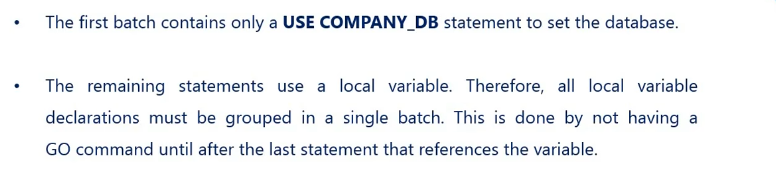 • The first batch contains only a USE COMPANY_DB statement to set the database.
• The remaining statements use a local variable. Therefore, all local variable
declarations must be grouped in a single batch. This is done by not having a
GO command until after the last statement that references the variable.